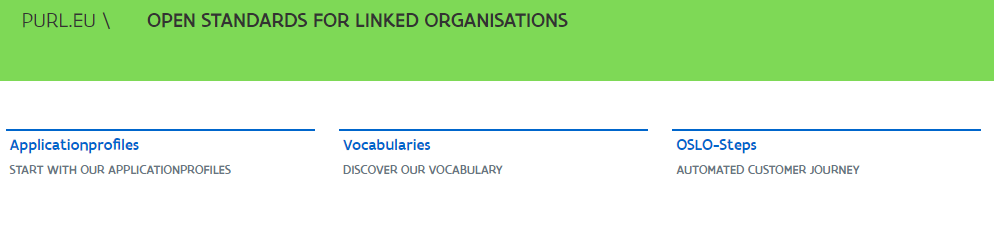 PURL.EU \ OPEN STANDARDS FOR LINKED ORGANISATIONS
Applicationprofiles
START WITH OUR APPLICATIONPROFILES
Vocabularies
DISCOVER OUR VOCABULARY
OSLO-Steps
AUTOMATED CUSTOMER JOURNEY